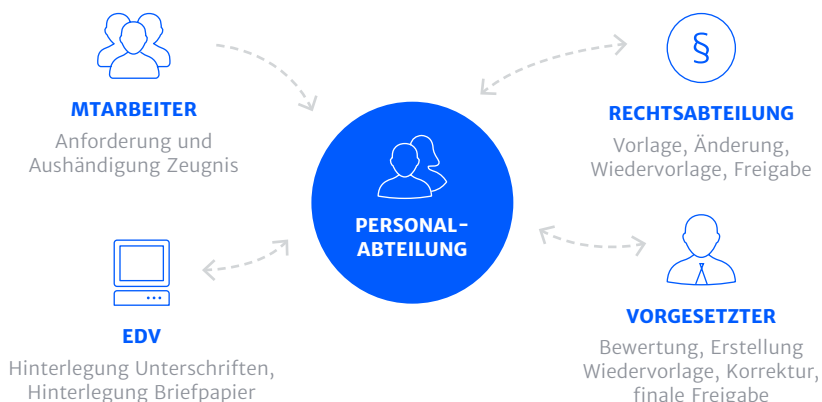 MTARBEITER
Anforderung und
Aushändigung Zeugnis
§
RECHTSABTEILUNG
Vorlage, Änderung,
Wiedervorlage, Freigabe
PERSONAL-
ABTEILUNG
EDV
Hinterlegung Unterschriften,
Hinterlegung Briefpapier
VORGESETZTER
Bewertung, Erstellung
Wiedervorlage, Korrektur,
finale Freigabe